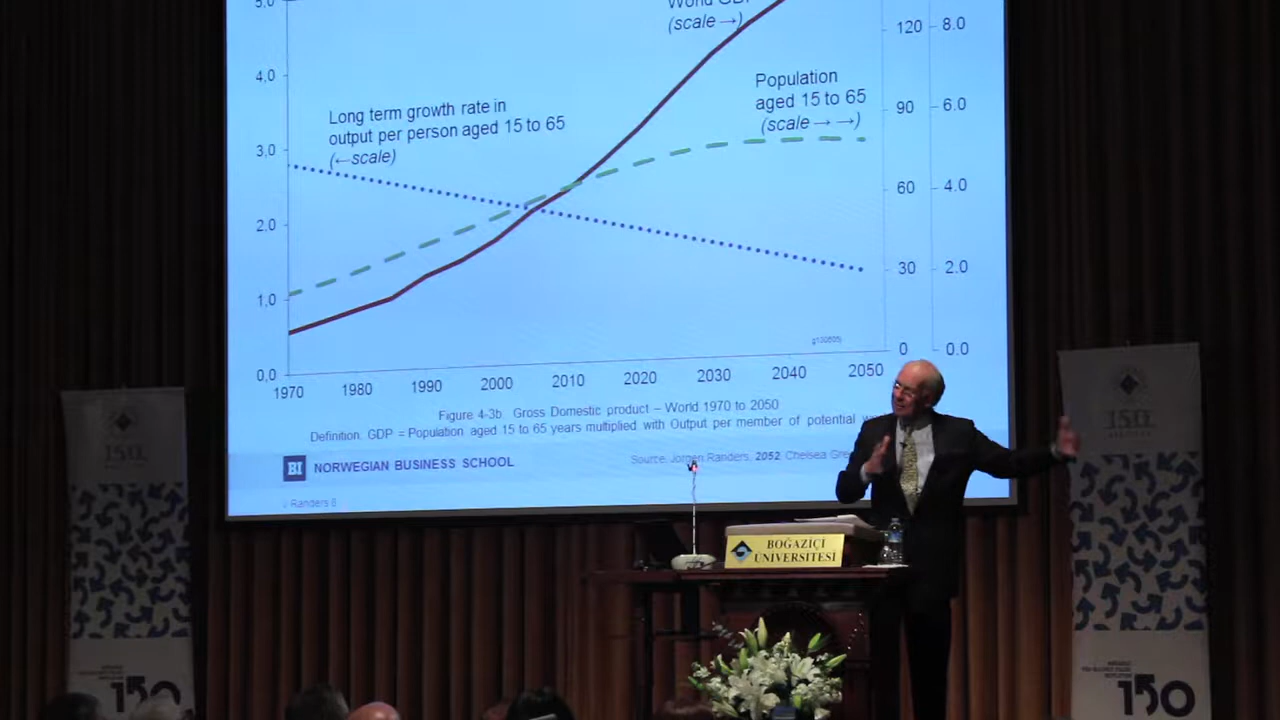 5,0
World GDP
(scale →)
120
8.0
4,0
Population
aged 15 to 65
(scale → →)
Long term growth rate in
output per person aged 15 to 65
(←scale)
90
6.0
3,0
60
4.0
2,0
30
2.0
1,0
0
0.0
0,0
1970 1980 1990 2000 2010 2020 2030 2040 2050
Figure 4-3b. Gross Domestic product – World 1970 to 2050
Definition. GDP = Population aged 15 to 65 years multiplied with Output per member of potential
BI NORWEGIAN BUSINESS SCHOOL
Source. Jorgen Randers, 2052, Chelsea Gre
J Randers 6
BOĞAZİÇİ
ÜNİVERSİTESİ
150
150
150
150